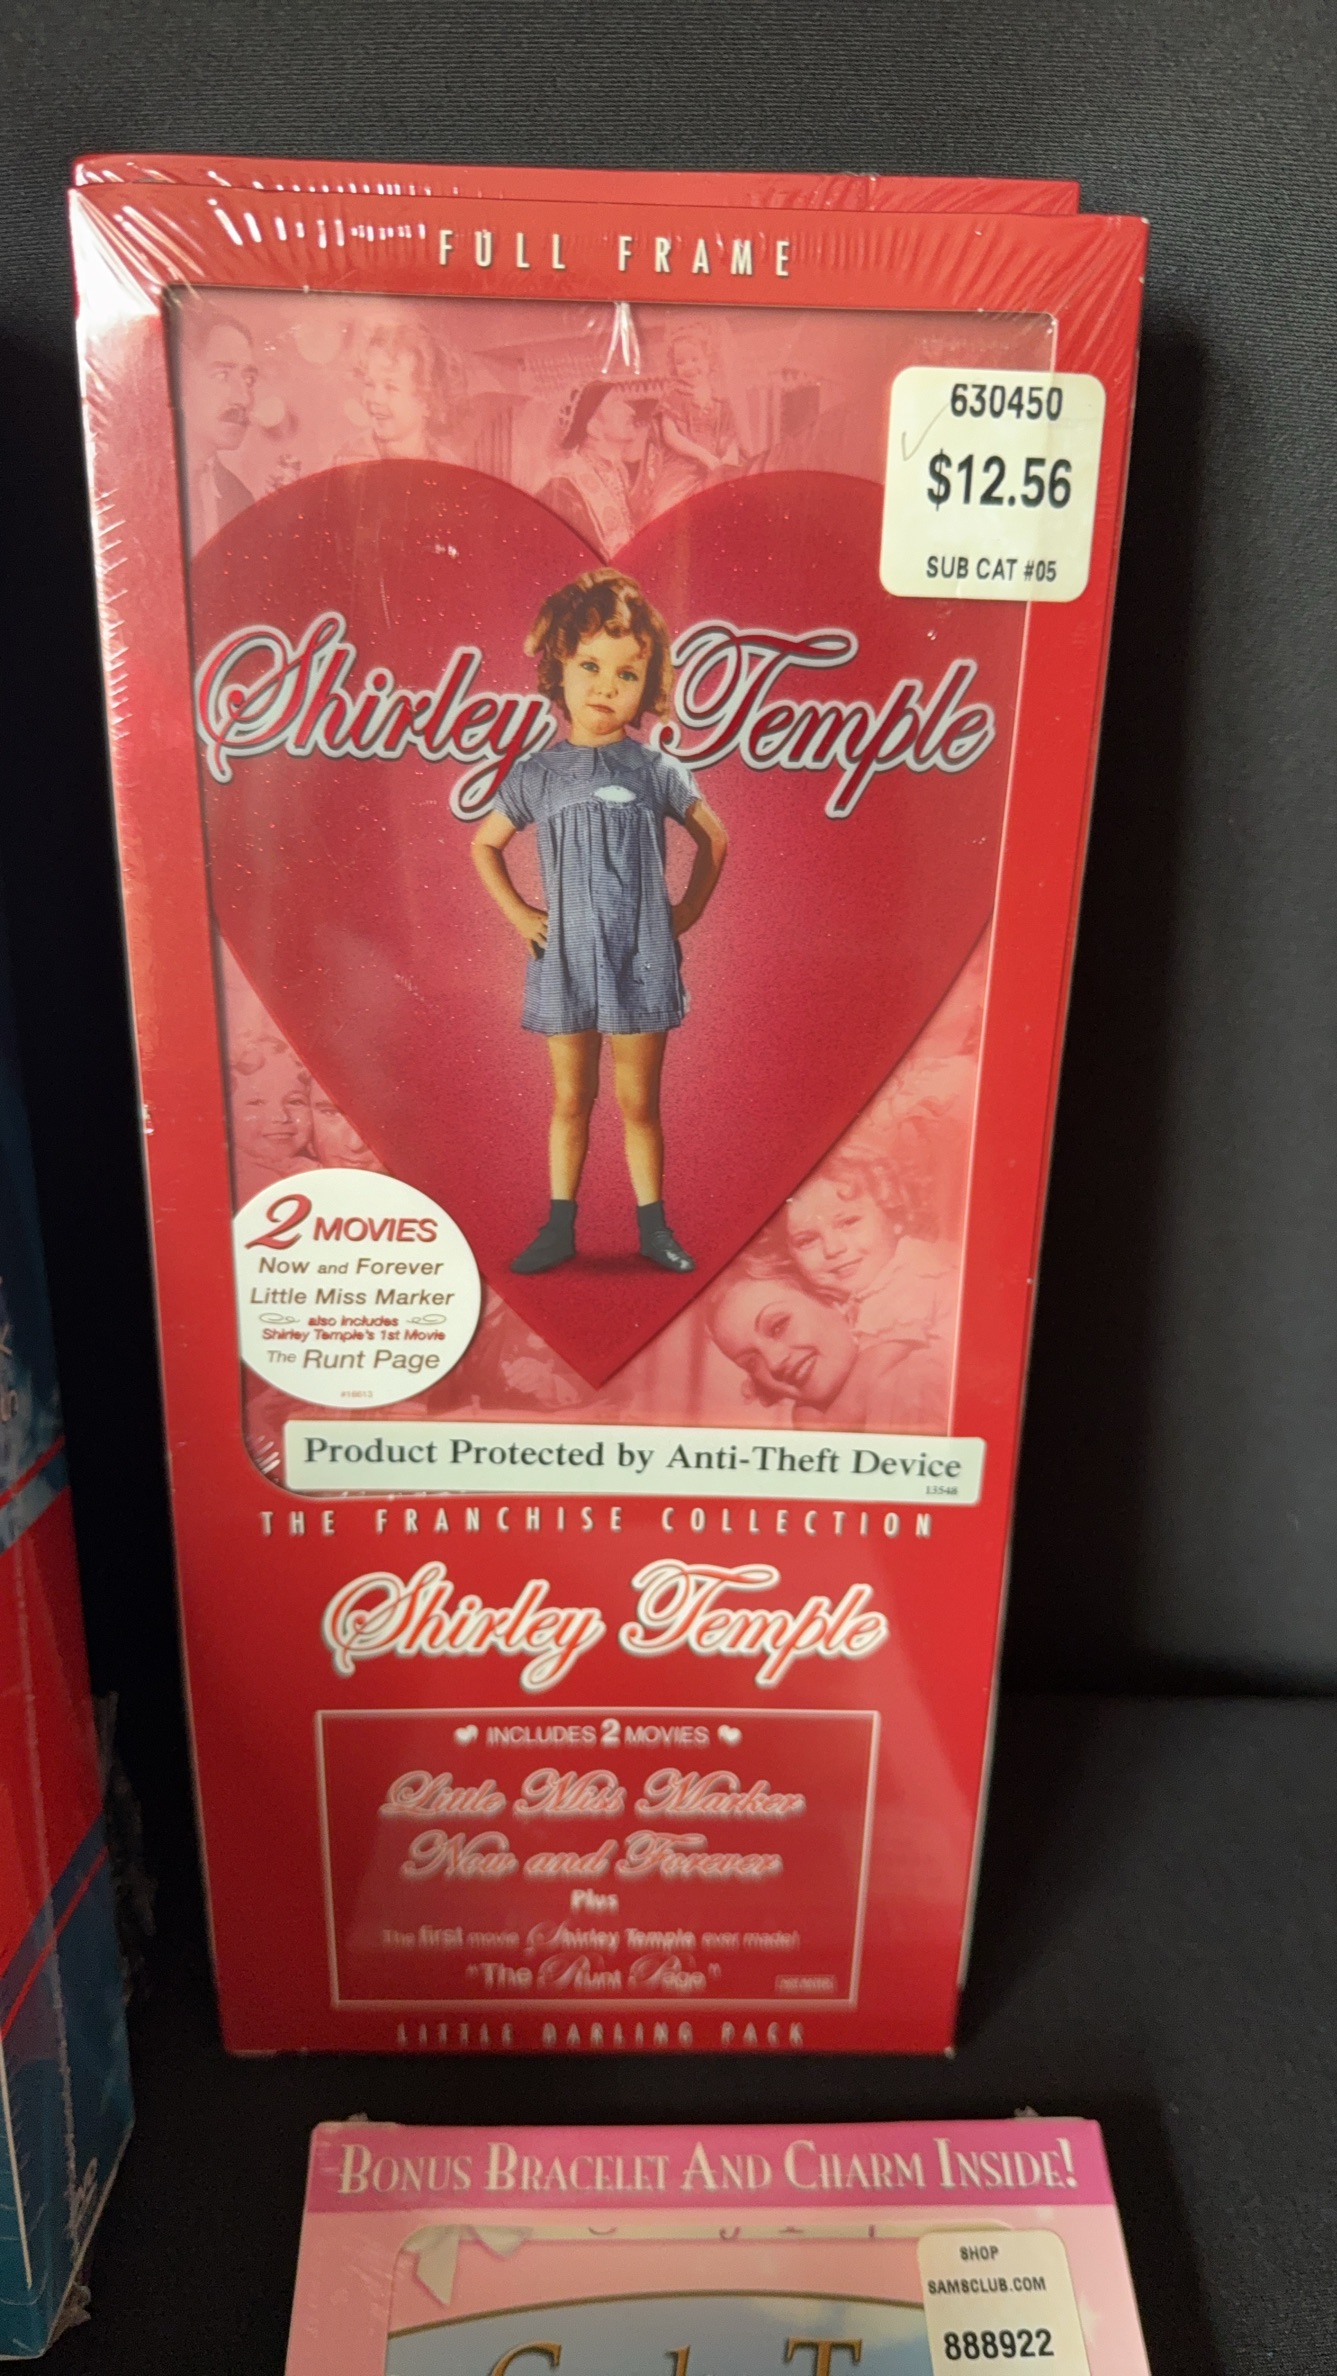 FULL FRAME
630450
$12.56
SUB CAT #05
Shirley Temple
2 MOVIES
Now and Forever
Little Miss Marker
also includes
Shirley Temple's 1st Movie
The Runt Page
#16613
Product Protected by Anti-Theft Device
13548
THE FRANCHISE COLLECTION
Shirley Temple
INCLUDES 2 MOVIES
Little Miss Marker
Now and Forever
Plus
The first movie Shirley Temple ever made!
"The Runt Page"
LITTLE DARLING PACK
BONUS BRACELET AND CHARM INSIDE!
SHOP
SAMSCLUB.COM
888922